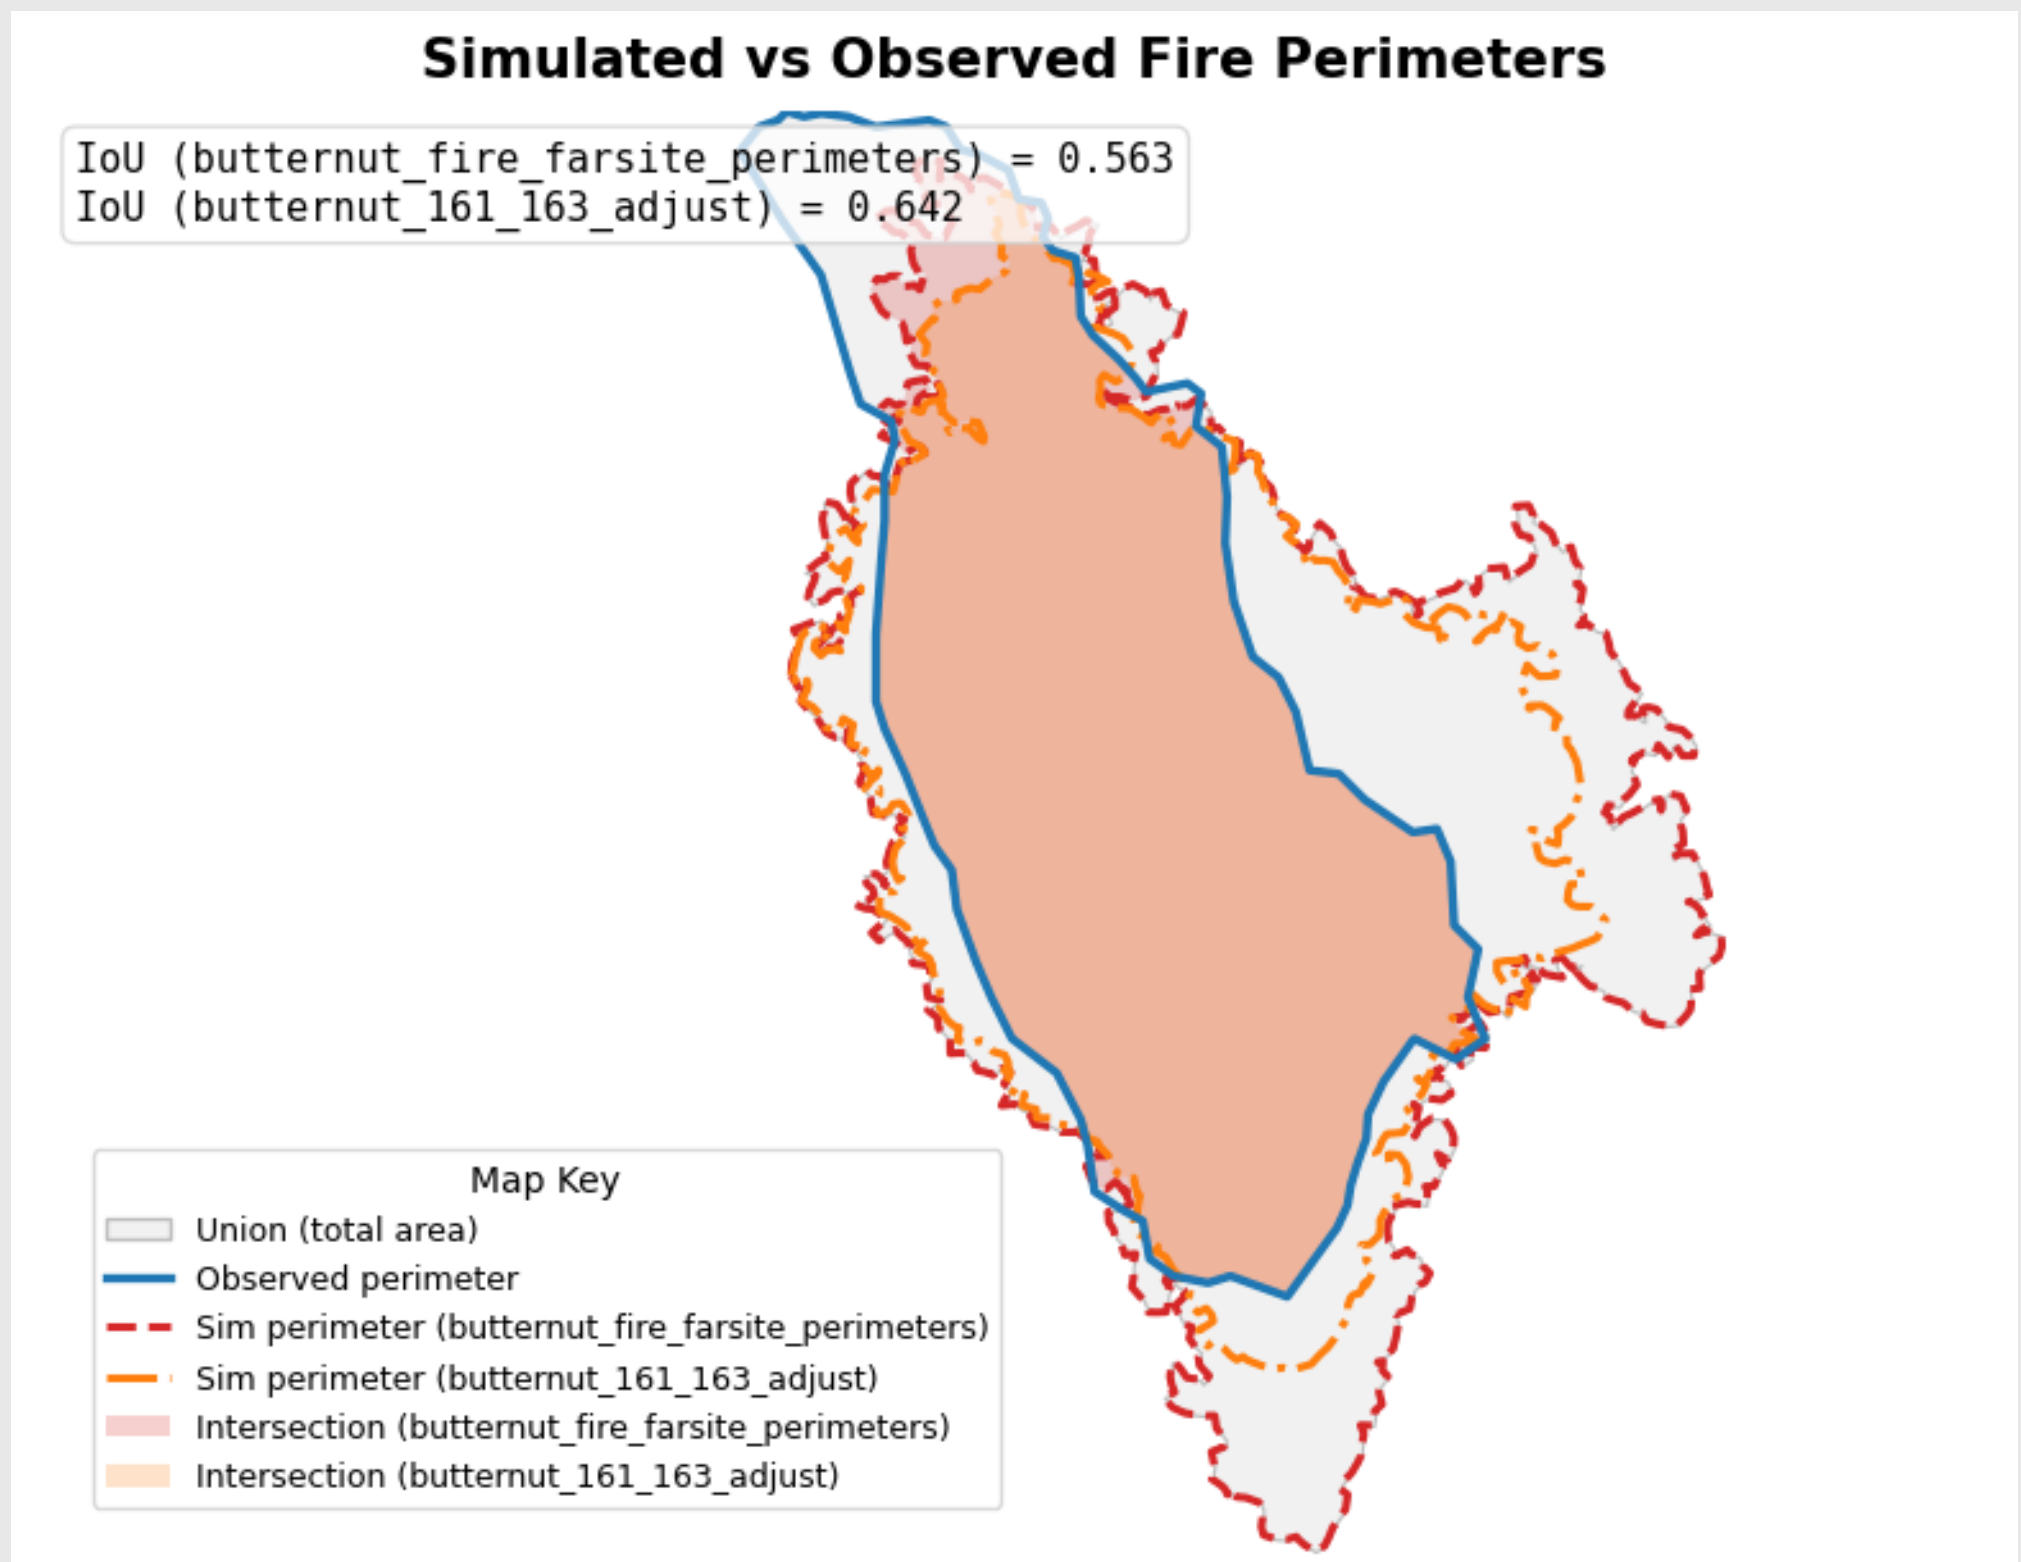 Simulated vs Observed Fire Perimeters
IoU (butternut_fire_farsite_perimeters) = 0.563
IoU (butternut_161_163_adjust) = 0.642
Map Key
Union (total area)
Observed perimeter
Sim perimeter (butternut_fire_farsite_perimeters)
Sim perimeter (butternut_161_163_adjust)
Intersection (butternut_fire_farsite_perimeters)
Intersection (butternut_161_163_adjust)